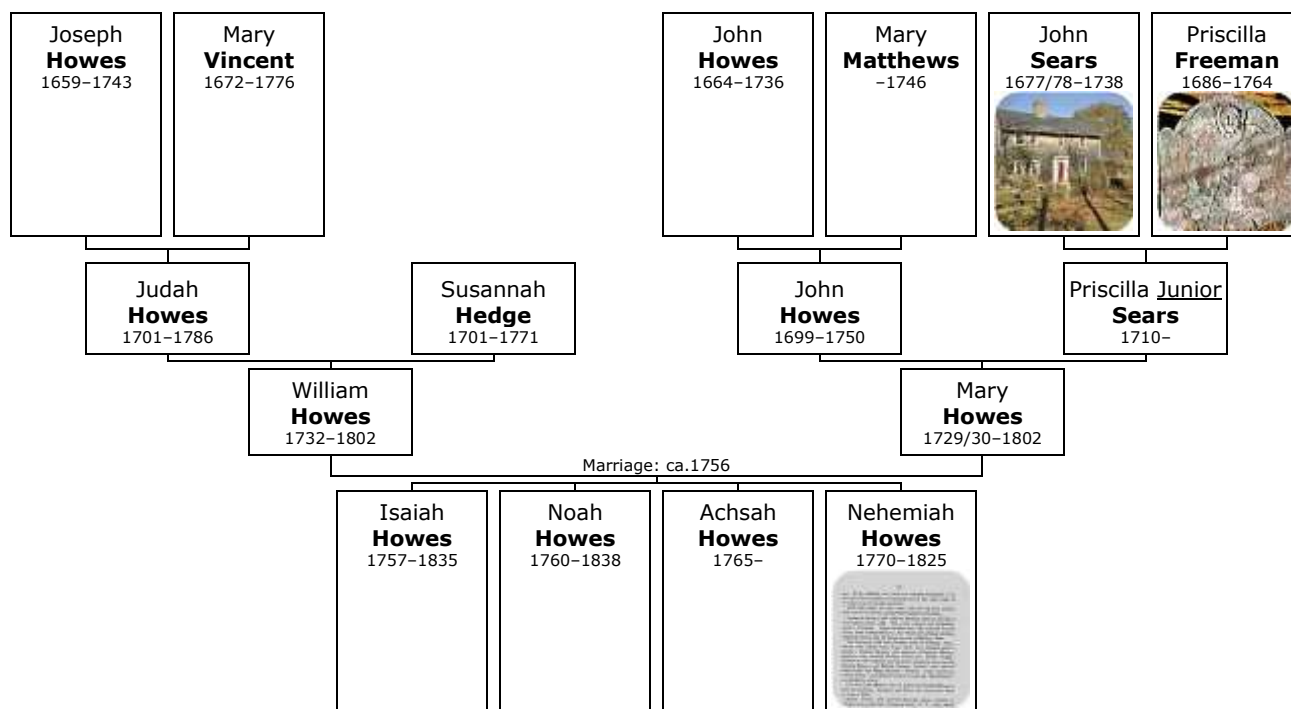 Joseph
Howes
1659–1743
Mary
Vincent
1672–1776
John
Howes
1664–1736
Mary
Matthews
–1746
John
Sears
1677/78–1738
Priscilla
Freeman
1686–1764
Judah
Howes
1701–1786
Susannah
Hedge
1701–1771
John
Howes
1699–1750
Priscilla Junior
Sears
1710–
William
Howes
1732–1802
Mary
Howes
1729/30–1802
Marriage: ca.1756
Isaiah
Howes
1757–1835
Noah
Howes
1760–1838
Achsah
Howes
1765–
Nehemiah
Howes
1770–1825